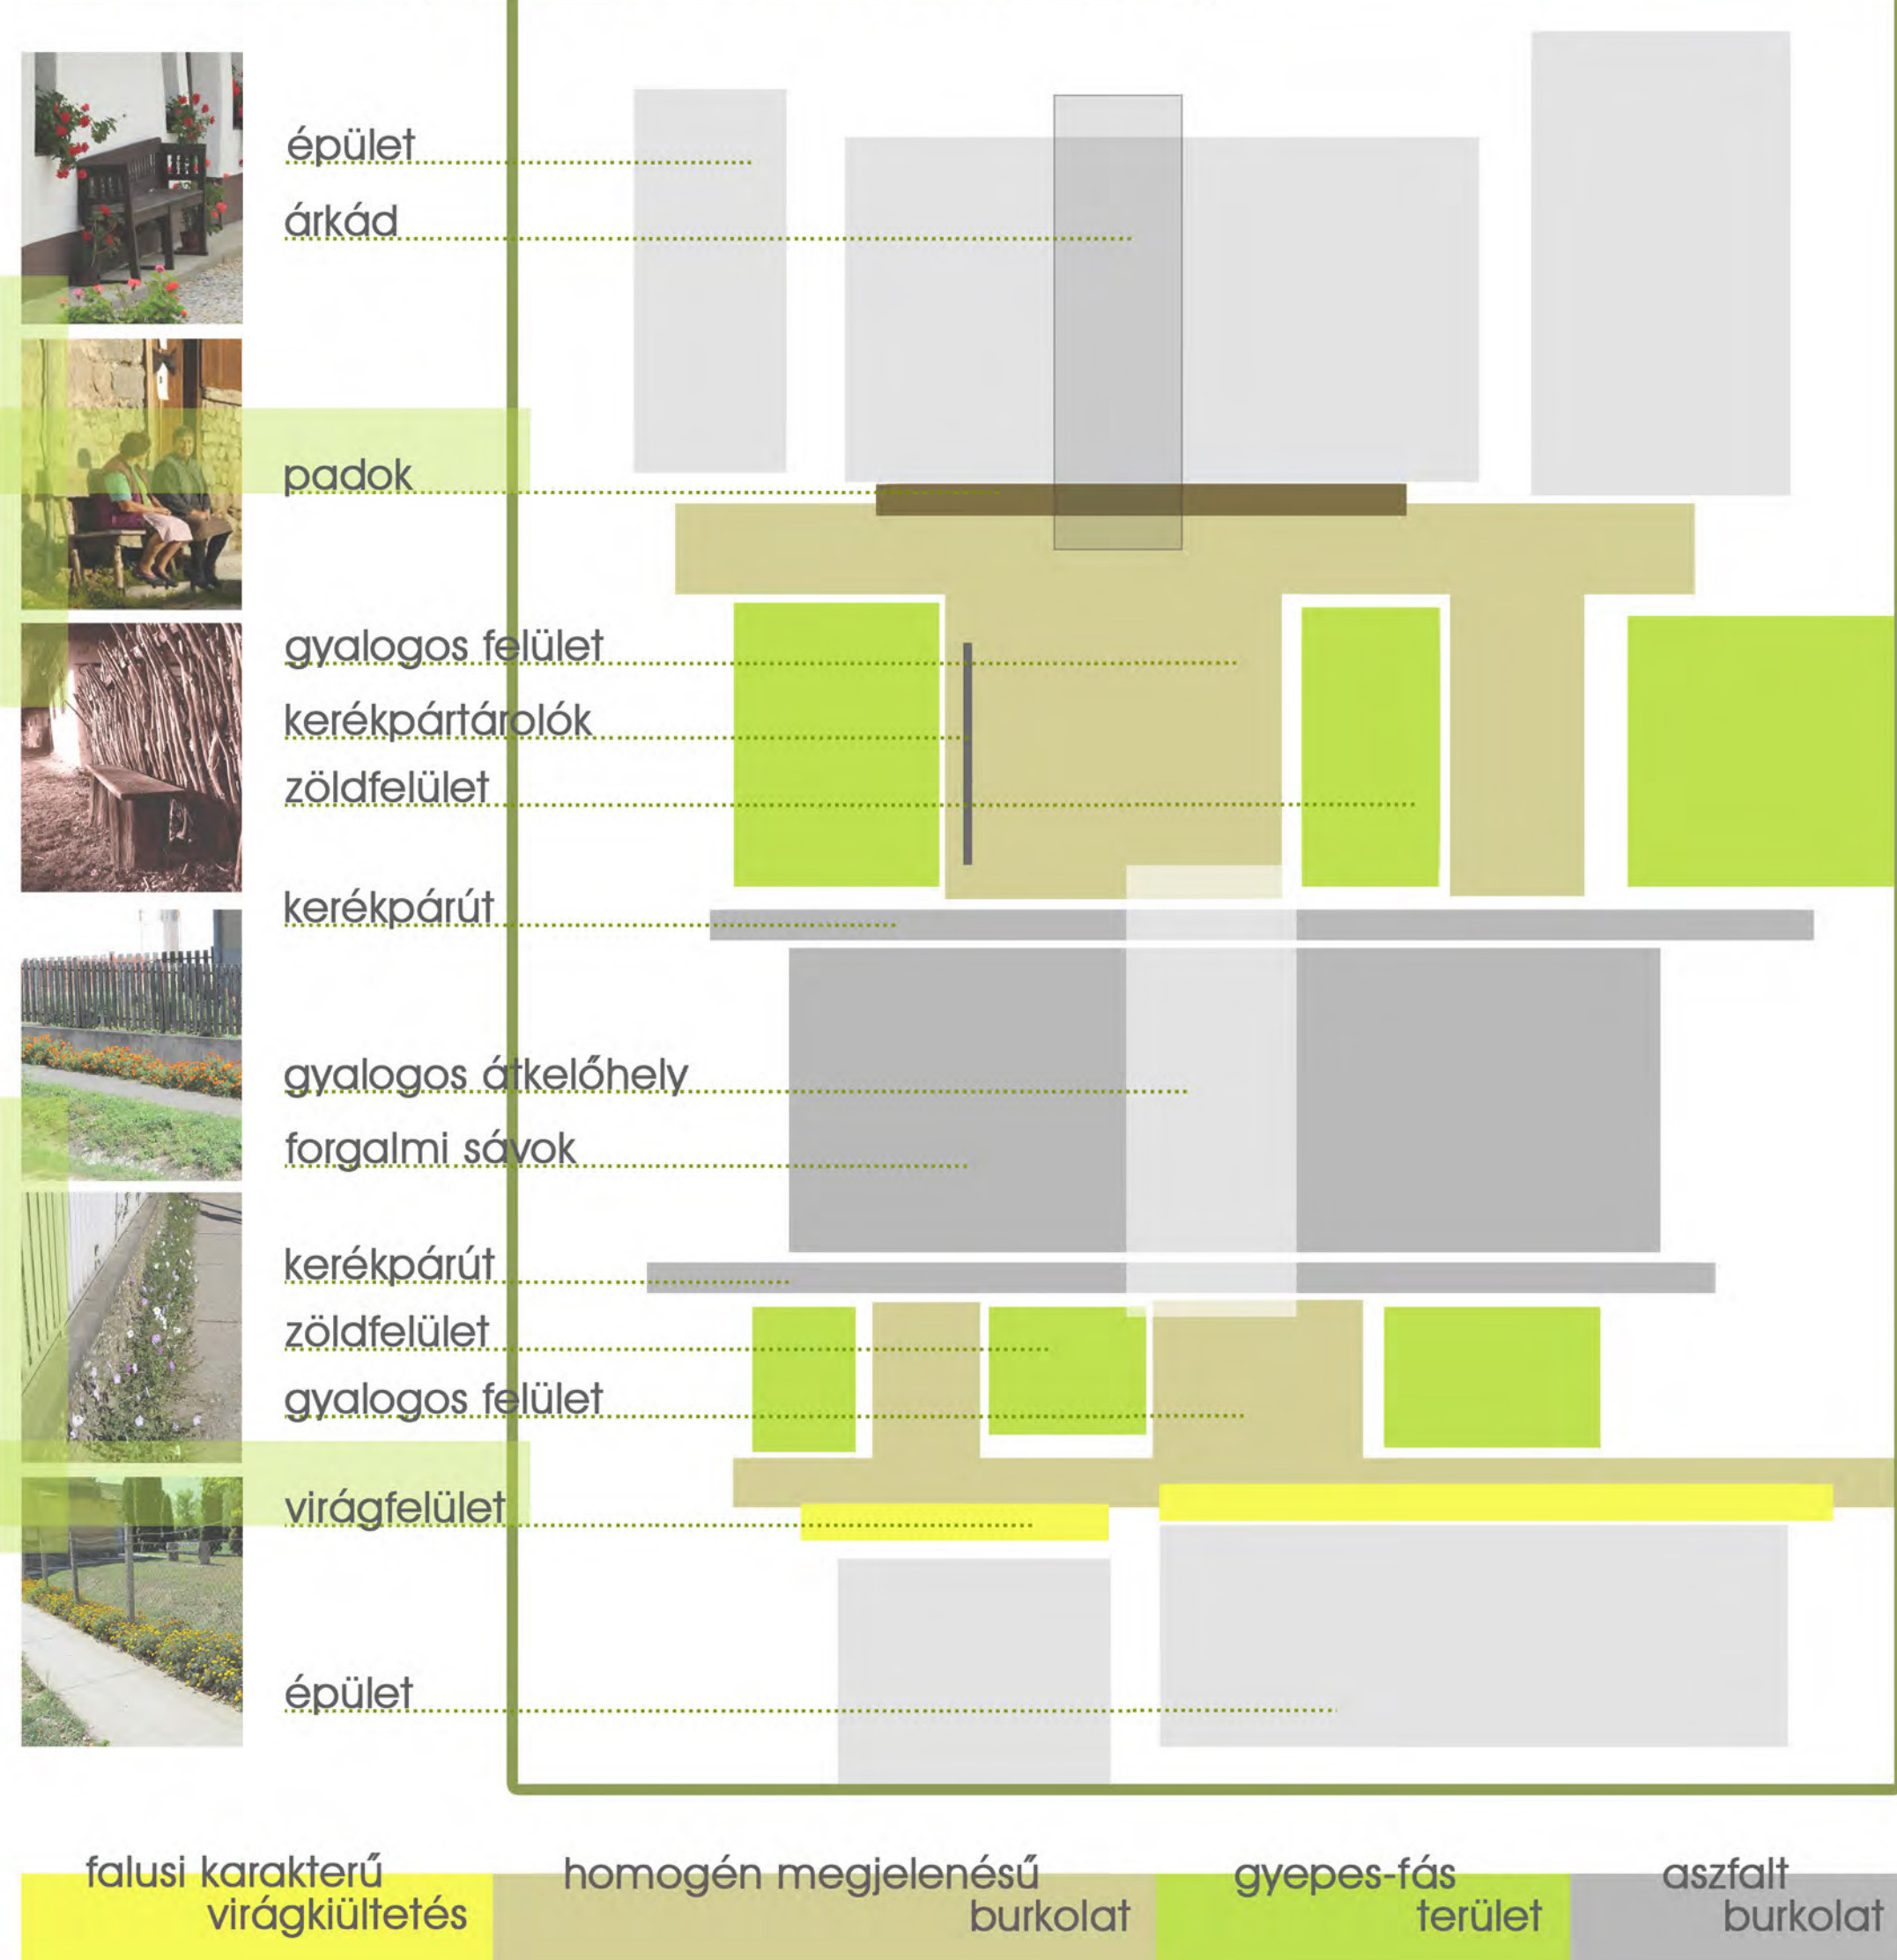 épület
árkád
padok
gyalogos felület
kerékpártárolók
zöldfelület
kerékpárút
gyalogos átkelőhely
forgalmi sávok
kerékpárút
zöldfelület
gyalogos felület
virágfelület
épület
falusi karakterű
virágkiültetés
homogén megjelenésű
burkolat
gyepes-fás
terület
aszfalt
burkolat